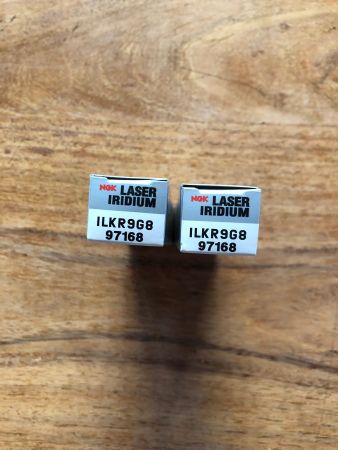 NGK LASER
IRIDIUM
ILKR9G8
97168
NGK LASER
IRIDIUM
ILKR9G8
97168